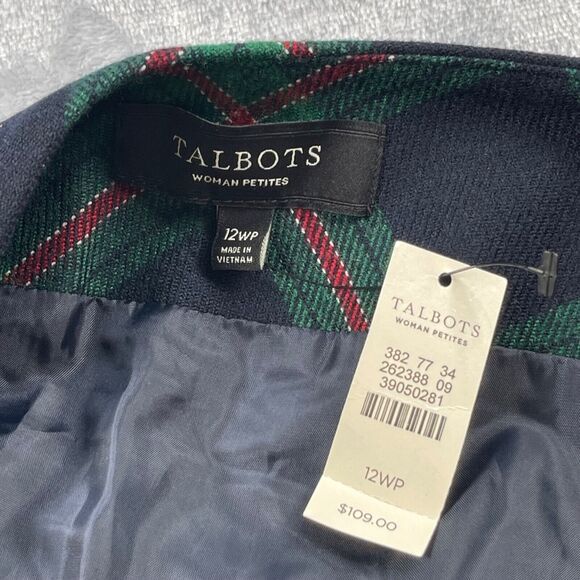 TALBOTS
WOMAN PETITES
12WP
MADE IN
VIETNAM
TALBOTS
WOMAN PETITES
382 77 34
262388 09
39050281
12WP
$109.00